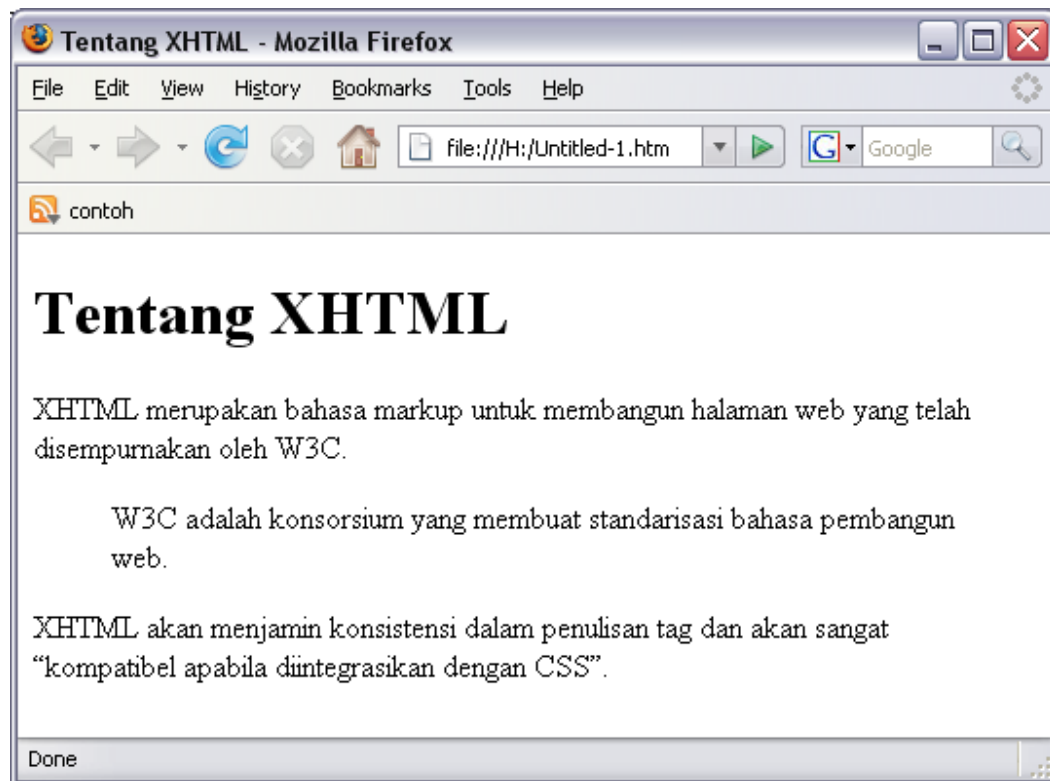 Tentang XHTML - Mozilla Firefox
File Edit View History Bookmarks Tools Help
file:///H:/Untitled-1.htm G Google
contoh
Tentang XHTML
XHTML merupakan bahasa markup untuk membangun halaman web yang telah
disempurnakan oleh W3C.
W3C adalah konsorsium yang membuat standarisasi bahasa pembangun
web.
XHTML akan menjamin konsistensi dalam penulisan tag dan akan sangat
“kompatibel apabila diintegrasikan dengan CSS”.
Done